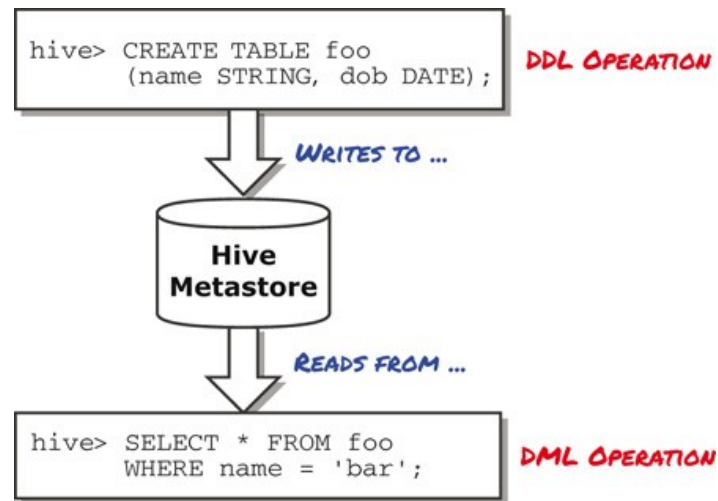 hive> CREATE TABLE foo
(name STRING, dob DATE);
DDL OPERATION
WRITES TO ...
Hive
Metastore
READS FROM ...
hive> SELECT * FROM foo
WHERE name = 'bar';
DML OPERATION